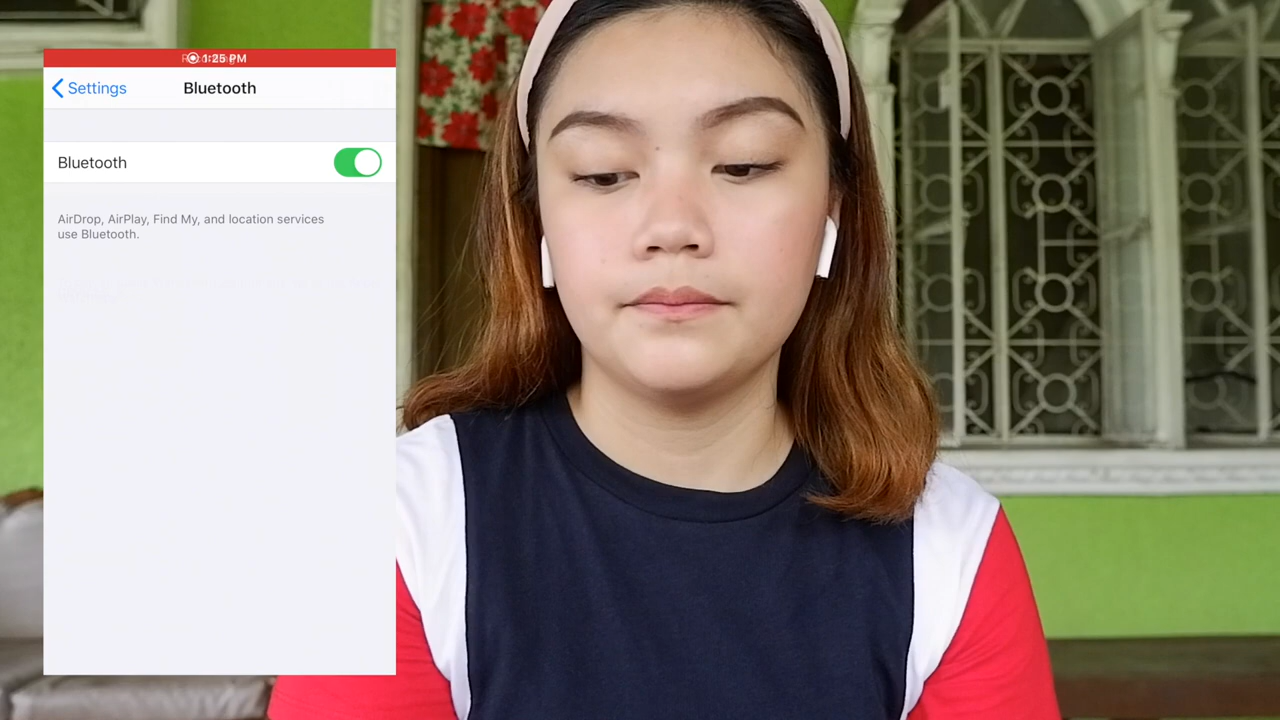 1:25 PM
Settings
Bluetooth
Bluetooth
AirDrop, AirPlay, Find My, and location services
use Bluetooth.